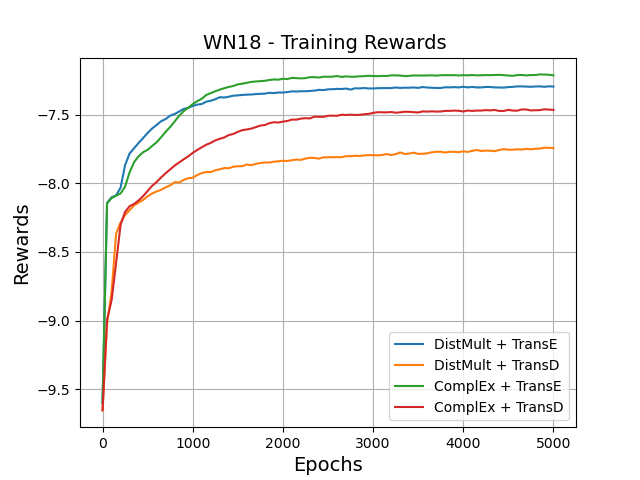 WN18 - Training Rewards
Rewards
−7.5
−8.0
−8.5
−9.0
−9.5
0 1000 2000 3000 4000 5000
Epochs
DistMult + TransE
DistMult + TransD
ComplEx + TransE
ComplEx + TransD